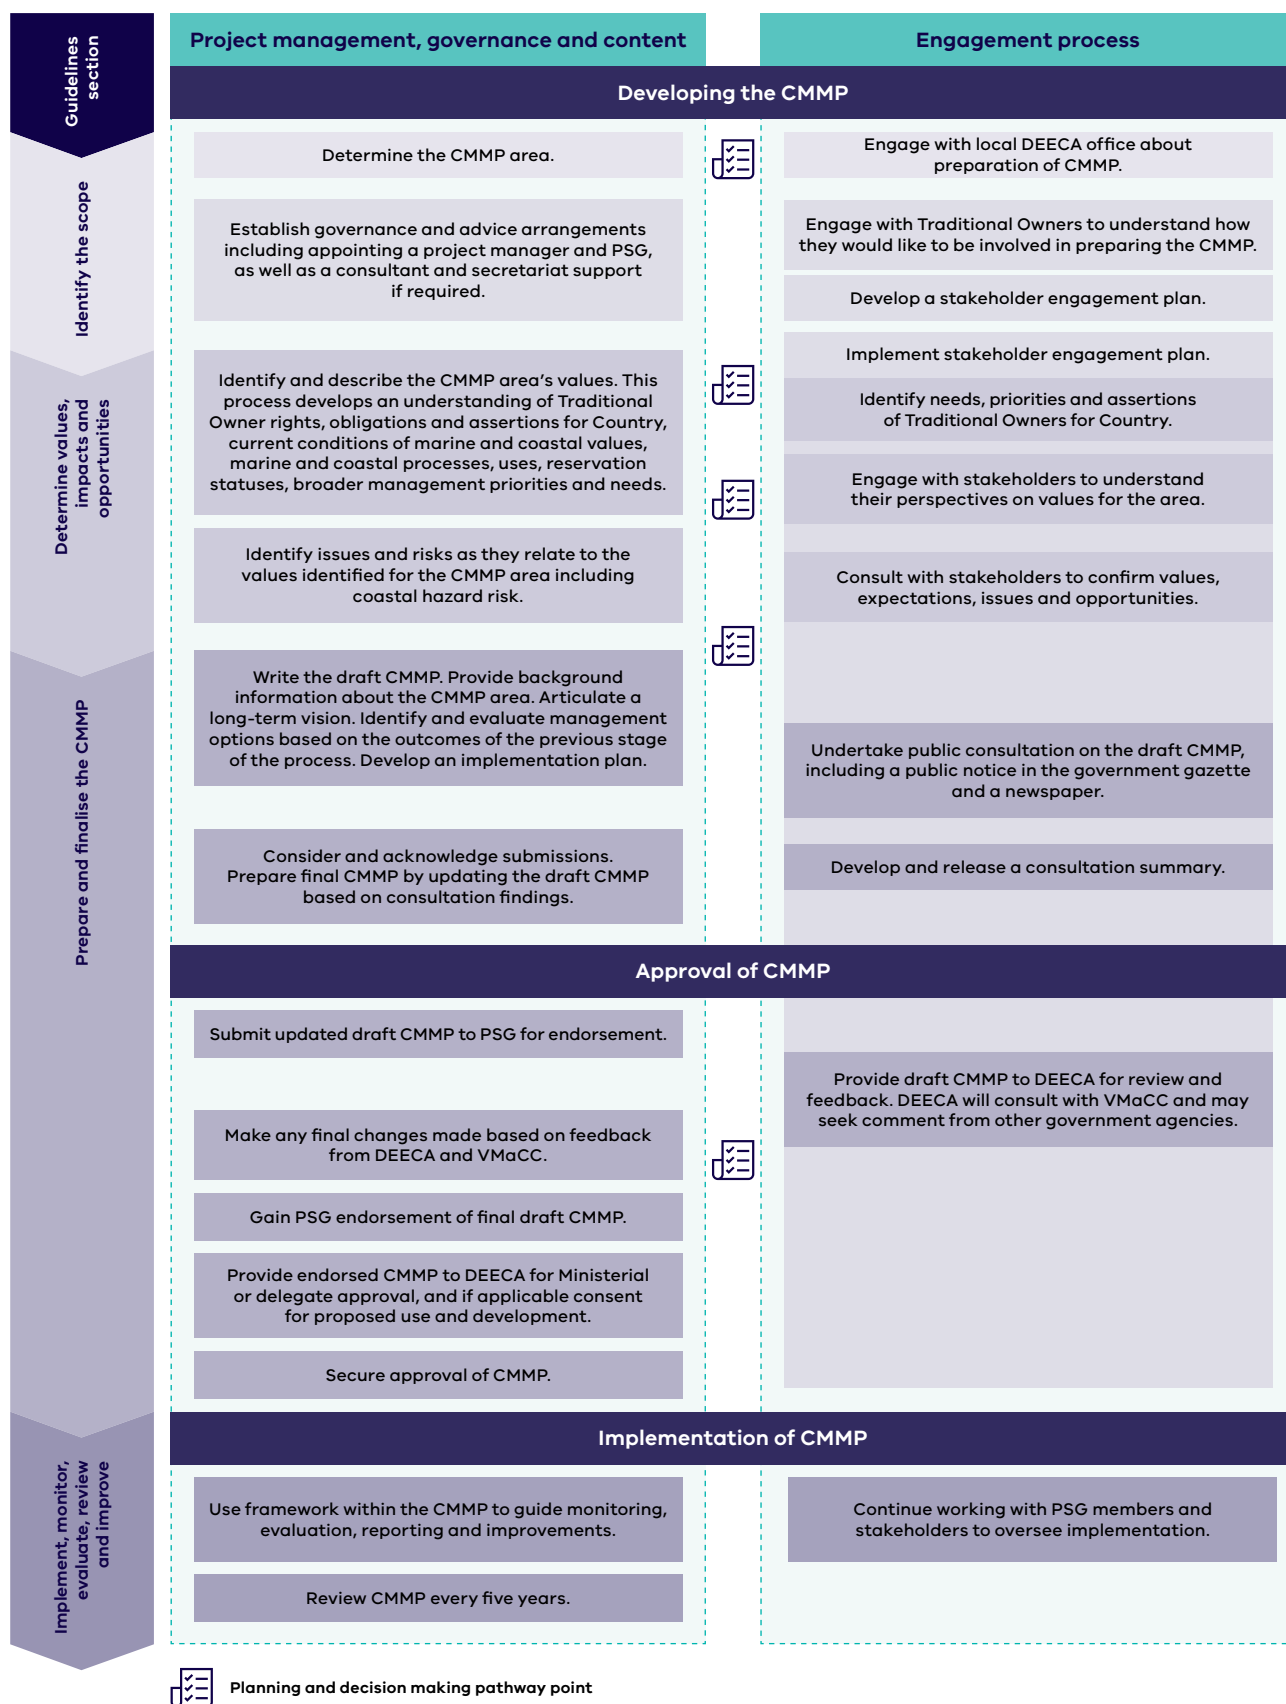 Guidelines
section
Project management, governance and content
Engagement process
Developing the CMMP
Identify the scope
Determine the CMMP area.
Engage with local DEECA office about
preparation of CMMP.
Establish governance and advice arrangements
including appointing a project manager and PSG,
as well as a consultant and secretariat support
if required.
Engage with Traditional Owners to understand how
they would like to be involved in preparing the CMMP.
Develop a stakeholder engagement plan.
Determine values,
impacts and
opportunities
Identify and describe the CMMP area’s values. This
process develops an understanding of Traditional
Owner rights, obligations and assertions for Country,
current conditions of marine and coastal values,
marine and coastal processes, uses, reservation
statuses, broader management priorities and needs.
Implement stakeholder engagement plan.
Identify needs, priorities and assertions
of Traditional Owners for Country.
Engage with stakeholders to understand
their perspectives on values for the area.
Identify issues and risks as they relate to the
values identified for the CMMP area including
coastal hazard risk.
Consult with stakeholders to confirm values,
expectations, issues and opportunities.
Prepare and finalise the CMMP
Write the draft CMMP. Provide background
information about the CMMP area. Articulate a
long-term vision. Identify and evaluate management
options based on the outcomes of the previous stage
of the process. Develop an implementation plan.
Undertake public consultation on the draft CMMP,
including a public notice in the government gazette
and a newspaper.
Consider and acknowledge submissions.
Prepare final CMMP by updating the draft CMMP
based on consultation findings.
Develop and release a consultation summary.
Approval of CMMP
Submit updated draft CMMP to PSG for endorsement.
Provide draft CMMP to DEECA for review and
feedback. DEECA will consult with VMaCC and may
seek comment from other government agencies.
Make any final changes made based on feedback
from DEECA and VMaCC.
Gain PSG endorsement of final draft CMMP.
Provide endorsed CMMP to DEECA for Ministerial
or delegate approval, and if applicable consent
for proposed use and development.
Secure approval of CMMP.
Implementation of CMMP
Implement, monitor,
evaluate, review
and improve
Use framework within the CMMP to guide monitoring,
evaluation, reporting and improvements.
Continue working with PSG members and
stakeholders to oversee implementation.
Review CMMP every five years.
Planning and decision making pathway point